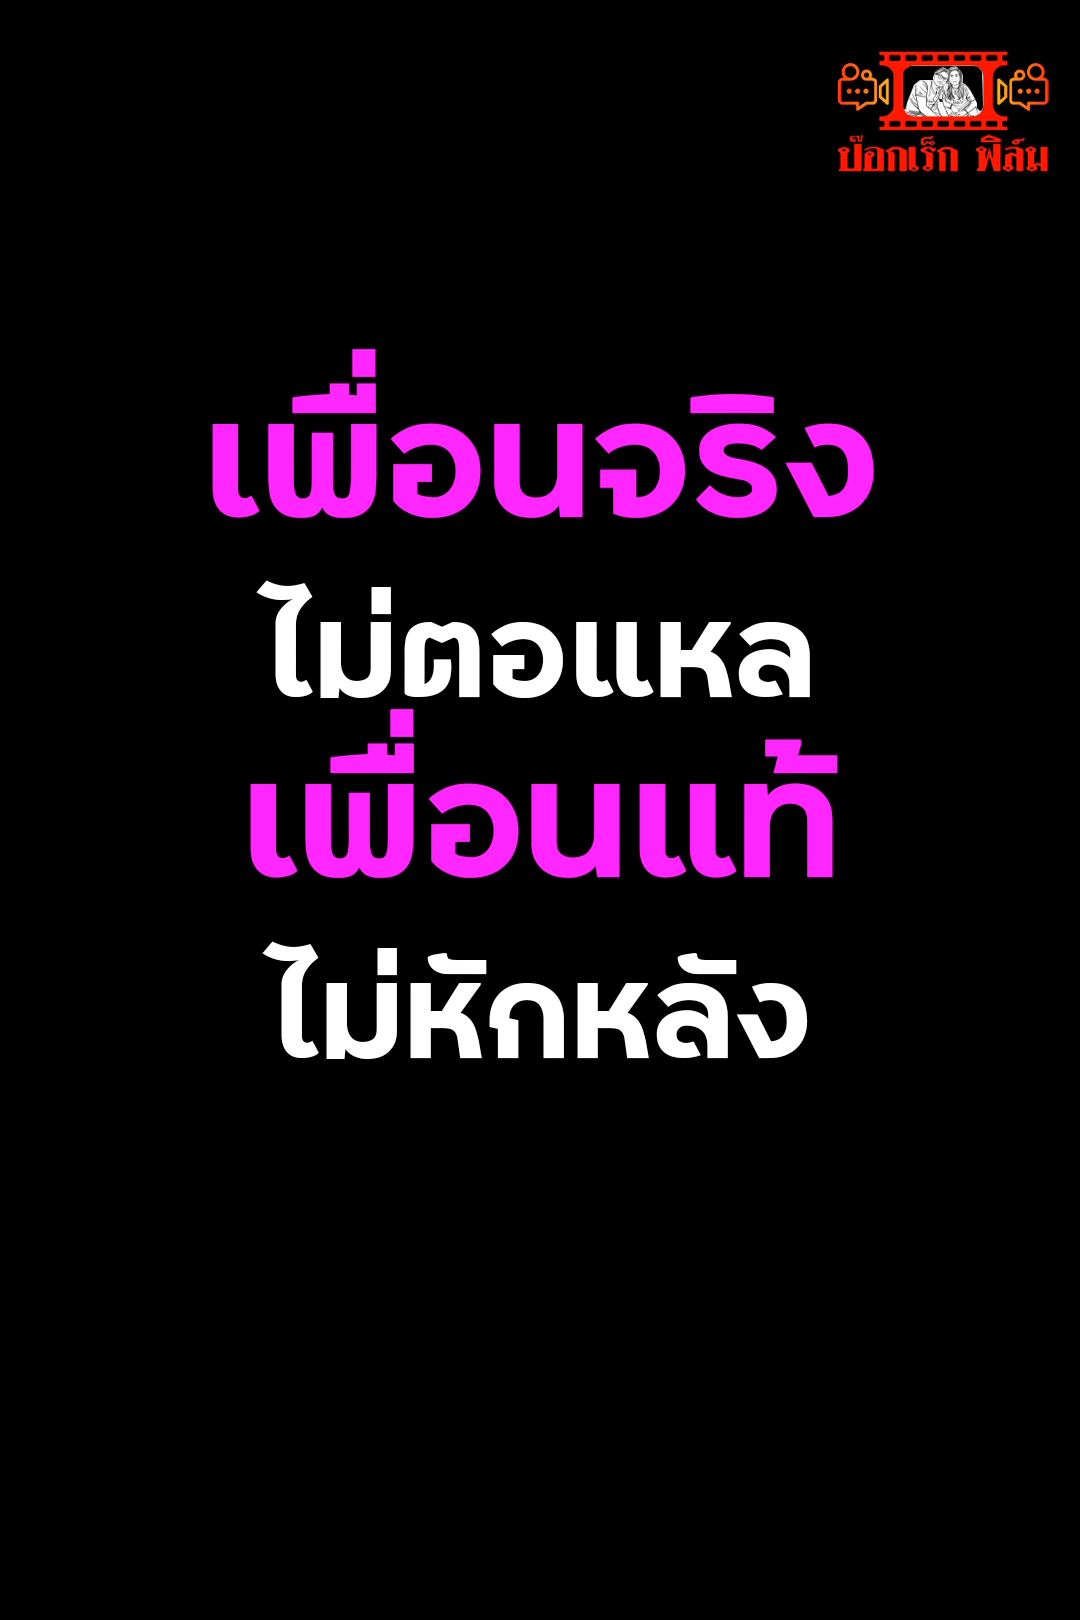 ป๊อกเร็ก ฟิล์ม
เพื่อนจริง
ไม่ตอแหล
เพื่อนแท้
ไม่หักหลัง